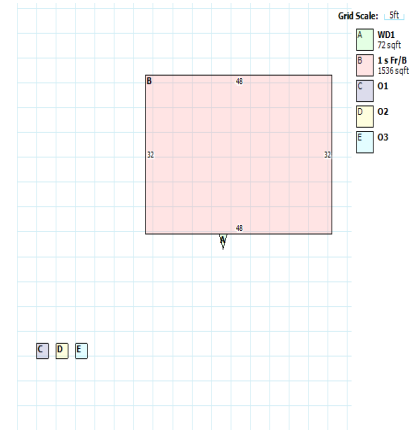 Grid Scale: 5ft
A WD1
72 sqft
B 1 s Fr/B
1536 sqft
C O1
D O2
E O3
B
48
32
32
48
A
C D E